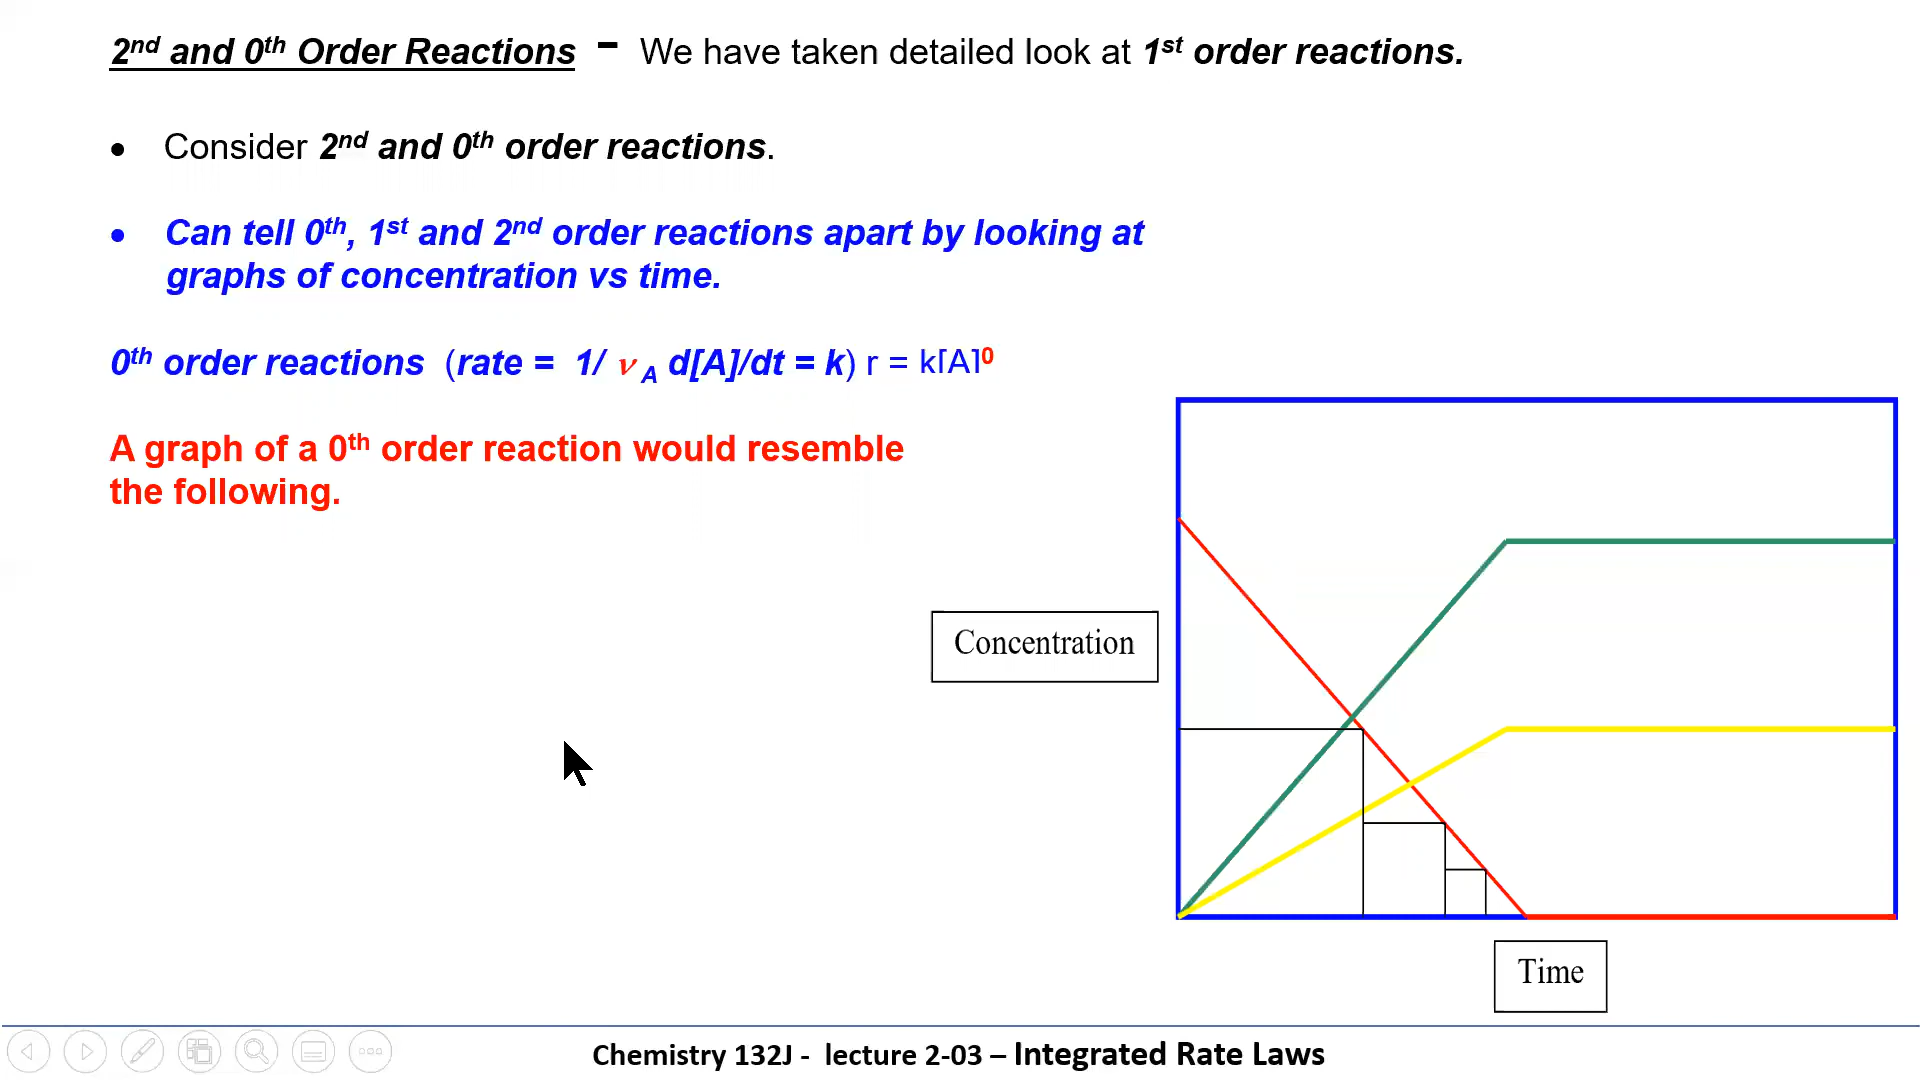 2nd and 0th Order Reactions - We have taken detailed look at 1st order reactions.
• Consider 2nd and 0th order reactions.
• Can tell 0th, 1st and 2nd order reactions apart by looking at
graphs of concentration vs time.
0th order reactions (rate = 1/ ν A d[A]/dt = k) r = k[A]0
A graph of a 0th order reaction would resemble
the following.
Concentration
Time
Chemistry 132J - lecture 2-03 – Integrated Rate Laws